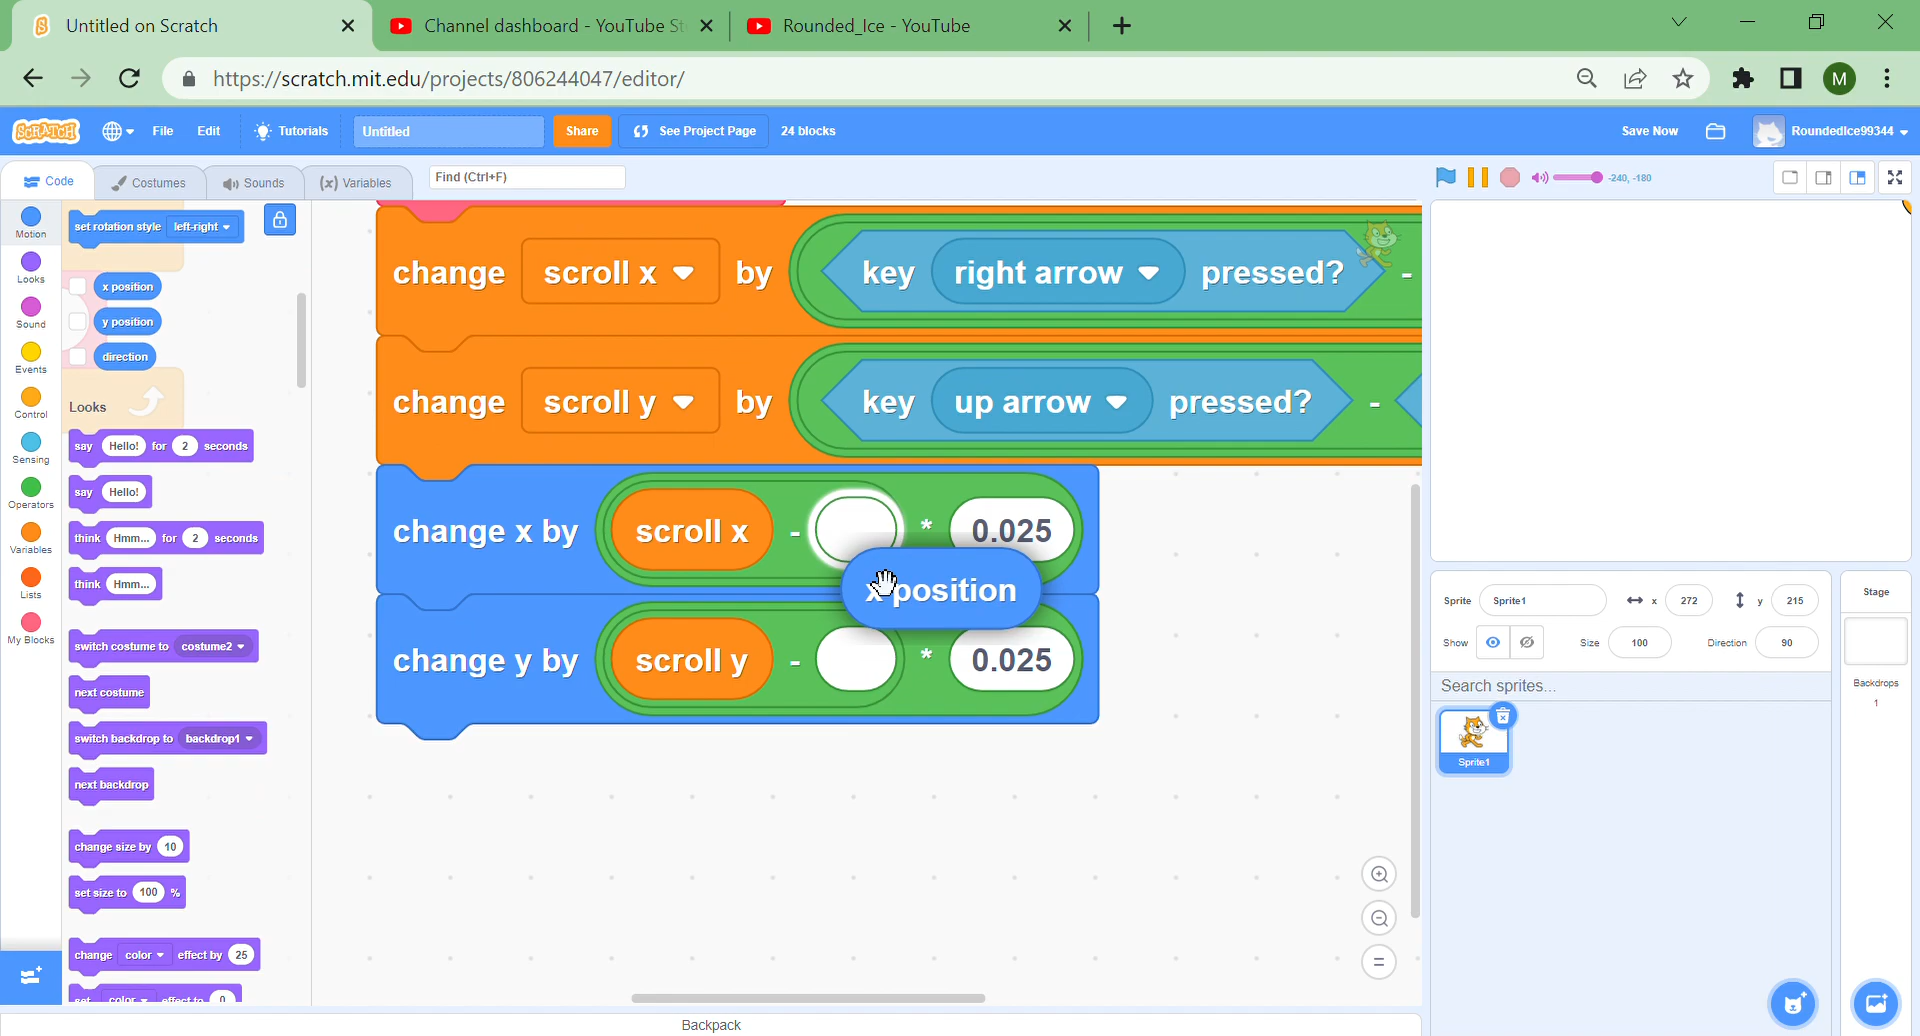 Untitled on Scratch
Channel dashboard - YouTube St
Rounded_Ice - YouTube
https://scratch.mit.edu/projects/806244047/editor/
M
SCRATCH
File
Edit
Tutorials
Untitled
Share
See Project Page
24 blocks
Save Now
RoundedIce99344
Code
Costumes
Sounds
(x) Variables
Find (Ctrl+F)
-240, -180
Motion
Looks
Sound
Events
Control
Sensing
Operators
Variables
Lists
My Blocks
set rotation style left-right
x position
y position
direction
Looks
say Hello! for 2 seconds
say Hello!
think Hmm... for 2 seconds
think Hmm...
switch costume to costume2
next costume
switch backdrop to backdrop1
next backdrop
change size by 10
set size to 100 %
change color effect by 25
set color effect to 0
change scroll x by key right arrow pressed? -
change scroll y by key up arrow pressed? -
change x by scroll x - * 0.025
x position
change y by scroll y - * 0.025
Backpack
Sprite Sprite1 x 272 y 215
Show Size 100 Direction 90
Search sprites...
Sprite1
Stage
Backdrops
1